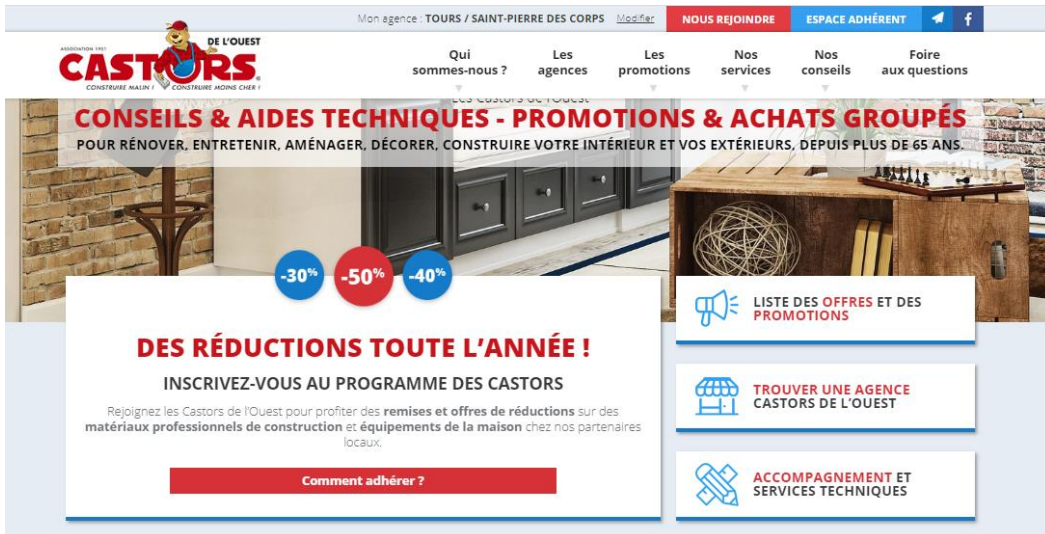 Mon agence : TOURS / SAINT-PIERRE DES CORPS Modifier NOUS REJOINDRE ESPACE ADHÉRENT f
ASSOCIATION 1901
DE L'OUEST
CASTORS.
CONSTRUIRE MALIN ! CONSTRUIRE MOINS CHER !
Qui
sommes-nous ?
Les
agences
Les
promotions
Nos
services
Nos
conseils
Foire
aux questions
Les Castors de l'Ouest
CONSEILS & AIDES TECHNIQUES - PROMOTIONS & ACHATS GROUPÉS
POUR RÉNOVER, ENTRETENIR, AMÉNAGER, DÉCORER, CONSTRUIRE VOTRE INTÉRIEUR ET VOS EXTÉRIEURS, DEPUIS PLUS DE 65 ANS.
-30% -50% -40%
DES RÉDUCTIONS TOUTE L'ANNÉE !
INSCRIVEZ-VOUS AU PROGRAMME DES CASTORS
Rejoignez les Castors de l'Ouest pour profiter des remises et offres de réductions sur des
matériaux professionnels de construction et équipements de la maison chez nos partenaires
locaux.
Comment adhérer ?
LISTE DES OFFRES ET DES
PROMOTIONS
TROUVER UNE AGENCE
CASTORS DE L'OUEST
ACCOMPAGNEMENT ET
SERVICES TECHNIQUES